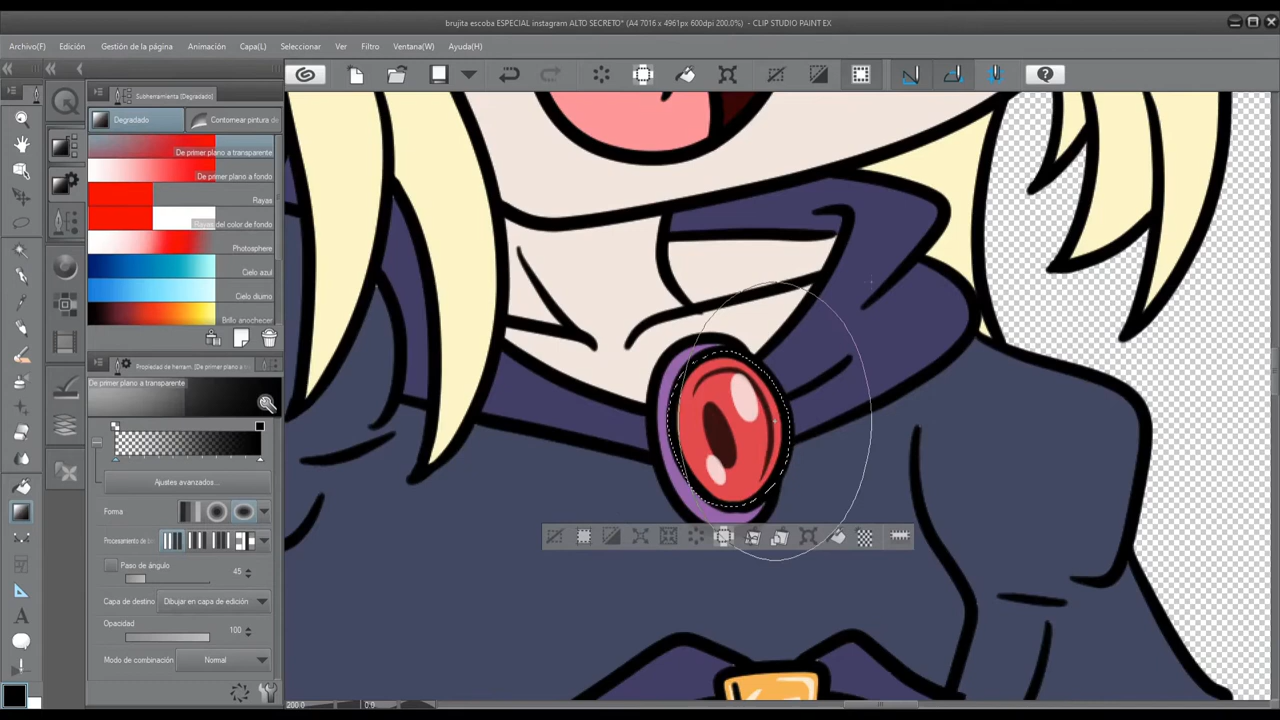 brujita escoba ESPECIAL instagram ALTO SECRETO* (A4 7016 x 4961px 600dpi 200.0%) - CLIP STUDIO PAINT EX
Archivo(F) Edición Gestión de la página Animación Capa(L) Seleccionar Ver Filtro Ventana(W) Ayuda(H)
Subherramienta [Degradado]
Degradado Contornear pintura de
De primer plano a transparente
De primer plano a fondo
Rayas
Rayas del color de fondo
Photosphere
Cielo azul
Cielo diurno
Brillo anochecer
Propiedad de herram. [De primer plano a
De primer plano a transparente
Ajustes avanzados...
Forma
Paso de ángulo 45
Capa de destino Dibujar en capa de edición
Opacidad 100
Modo de combinación Normal
200.0 0.0